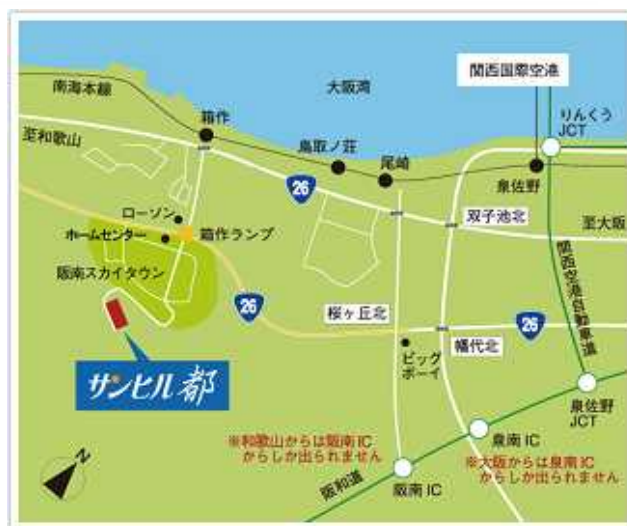 関西国際空港
南海本線
大阪湾
りんくう
JCT
箱作
至和歌山
鳥取ノ荘
尾崎
泉佐野
26
ローソン
双子池北
ホームセンター
箱作ランプ
至大阪
阪南スカイタウン
関西空港自動車道
26
桜ヶ丘北
26
ビッグ
ボーイ
幡代北
サンヒル都
泉佐野
JCT
※和歌山からは阪南IC
からしか出られません
泉南IC
※大阪からは泉南IC
からしか出られません
N
阪和道
阪南IC